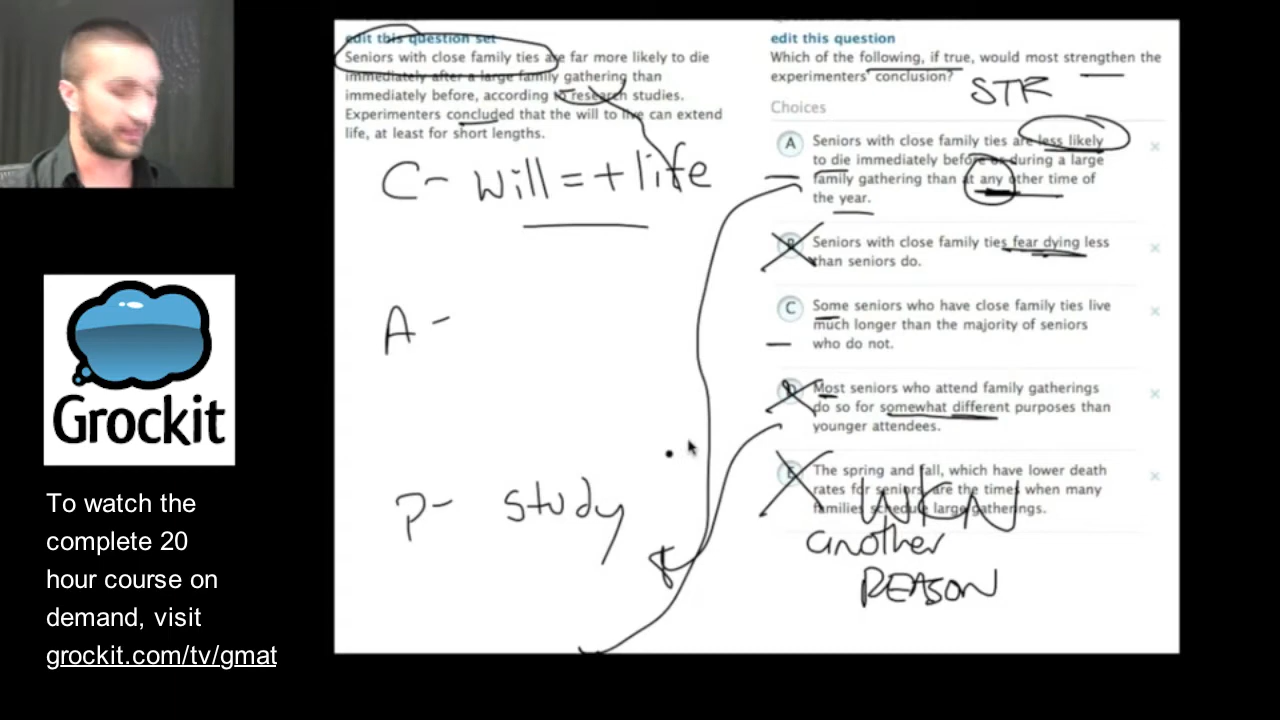 edit this question set
Seniors with close family ties are far more likely to die
immediately after a large family gathering than
immediately before, according to research studies.
Experimenters concluded that the will to live can extend
life, at least for short lengths.
C- will = + life
A-
P- study
edit this question
Which of the following, if true, would most strengthen the
experimenters' conclusion?
STR
Choices
A Seniors with close family ties are less likely
to die immediately before or during a large
family gathering than at any other time of
the year.
B Seniors with close family ties fear dying less
than seniors do.
C Some seniors who have close family ties live
much longer than the majority of seniors
who do not.
D Most seniors who attend family gatherings
do so for somewhat different purposes than
younger attendees.
E The spring and fall, which have lower death
rates for seniors, are the times when many
families schedule large gatherings.
WKN
another
REASON
Grockit
To watch the
complete 20
hour course on
demand, visit
grockit.com/tv/gmat